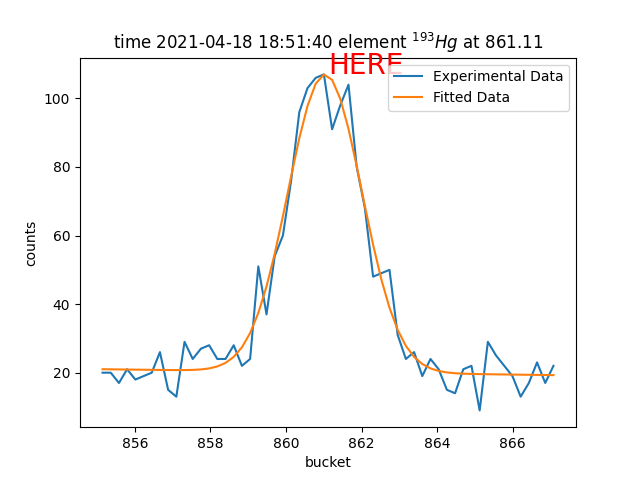 time 2021-04-18 18:51:40 element ¹⁹³Hg at 861.11
HERE
Experimental Data
Fitted Data
counts
100
80
60
40
20
856 858 860 862 864 866
bucket